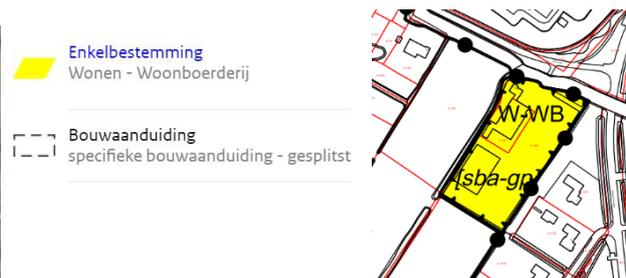 Enkelbestemming
Wonen - Woonboerderij
Bouwaanduiding
specifieke bouwaanduiding - gesplitst
W-WB
[sba-gp